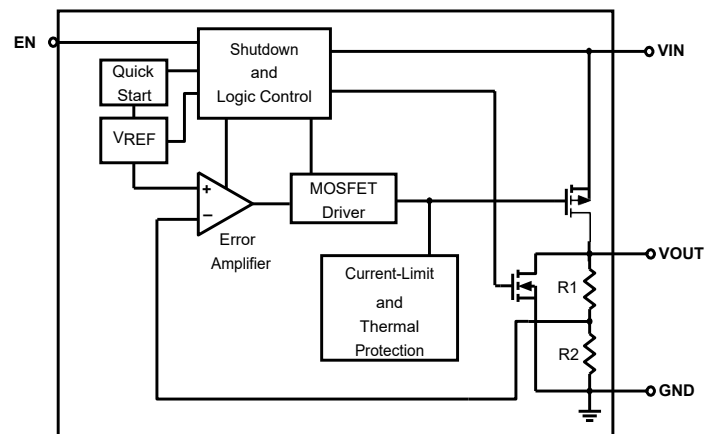 EN
Shutdown
and
Logic Control
VIN
Quick
Start
VREF
+
−
Error
Amplifier
MOSFET
Driver
Current-Limit
and
Thermal
Protection
VOUT
R1
R2
GND